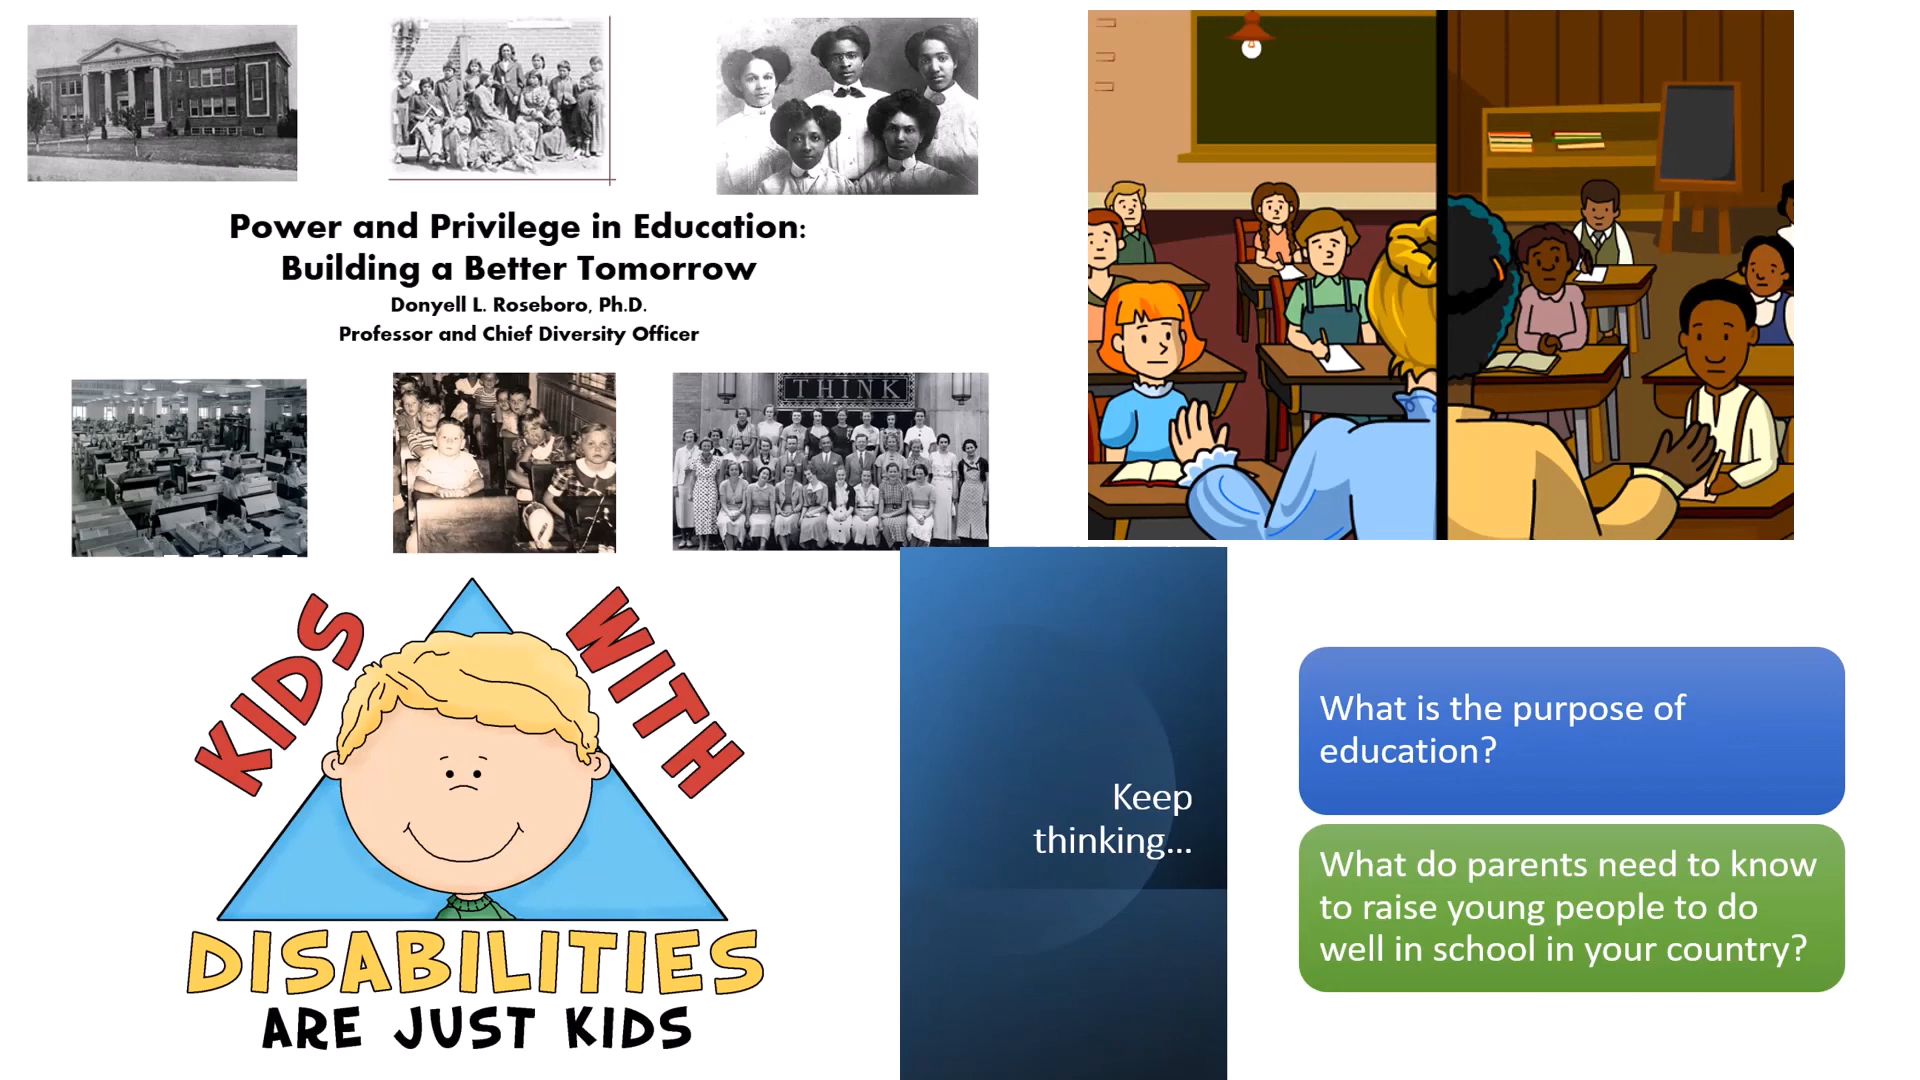 Power and Privilege in Education:
Building a Better Tomorrow
Donyell L. Roseboro, Ph.D.
Professor and Chief Diversity Officer
THINK
KIDS WITH
DISABILITIES
ARE JUST KIDS
Keep
thinking...
What is the purpose of
education?
What do parents need to know
to raise young people to do
well in school in your country?